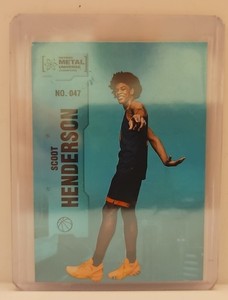 METAL
NO. 047
SCOOT
HENDERSON